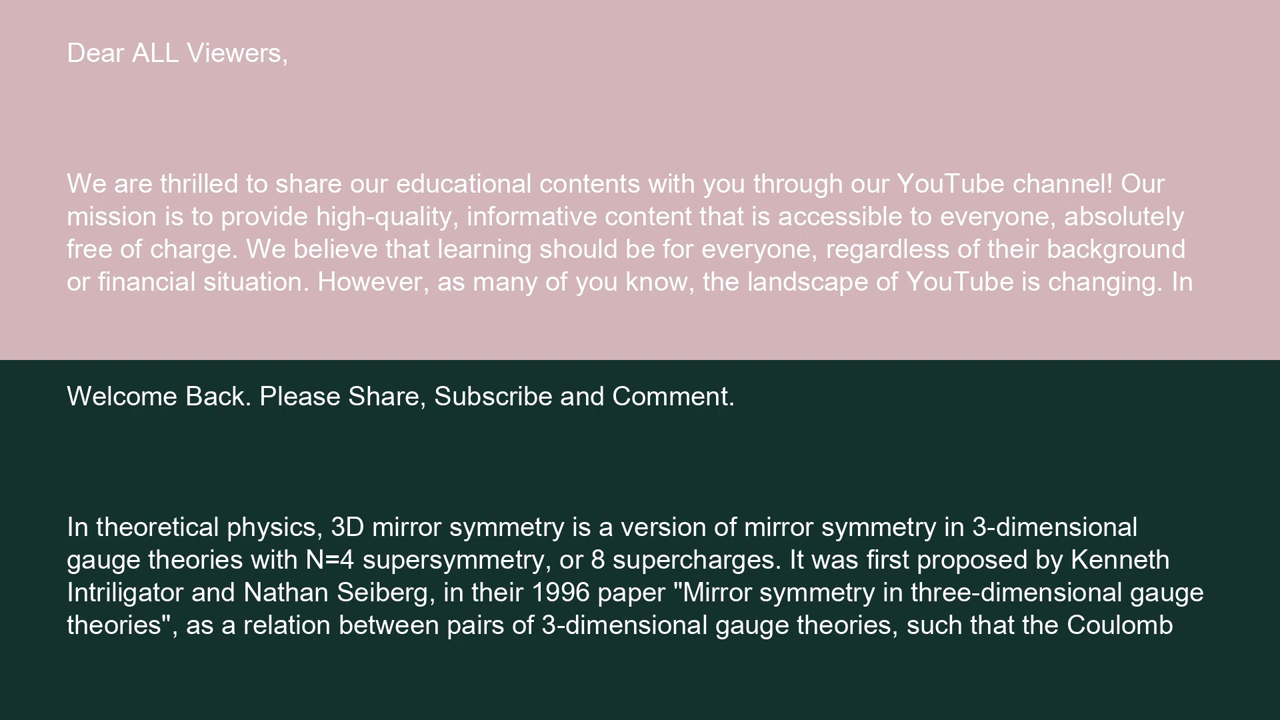 Dear ALL Viewers,
We are thrilled to share our educational contents with you through our YouTube channel! Our
mission is to provide high-quality, informative content that is accessible to everyone, absolutely
free of charge. We believe that learning should be for everyone, regardless of their background
or financial situation. However, as many of you know, the landscape of YouTube is changing. In
Welcome Back. Please Share, Subscribe and Comment.
In theoretical physics, 3D mirror symmetry is a version of mirror symmetry in 3-dimensional
gauge theories with N=4 supersymmetry, or 8 supercharges. It was first proposed by Kenneth
Intriligator and Nathan Seiberg, in their 1996 paper "Mirror symmetry in three-dimensional gauge
theories", as a relation between pairs of 3-dimensional gauge theories, such that the Coulomb